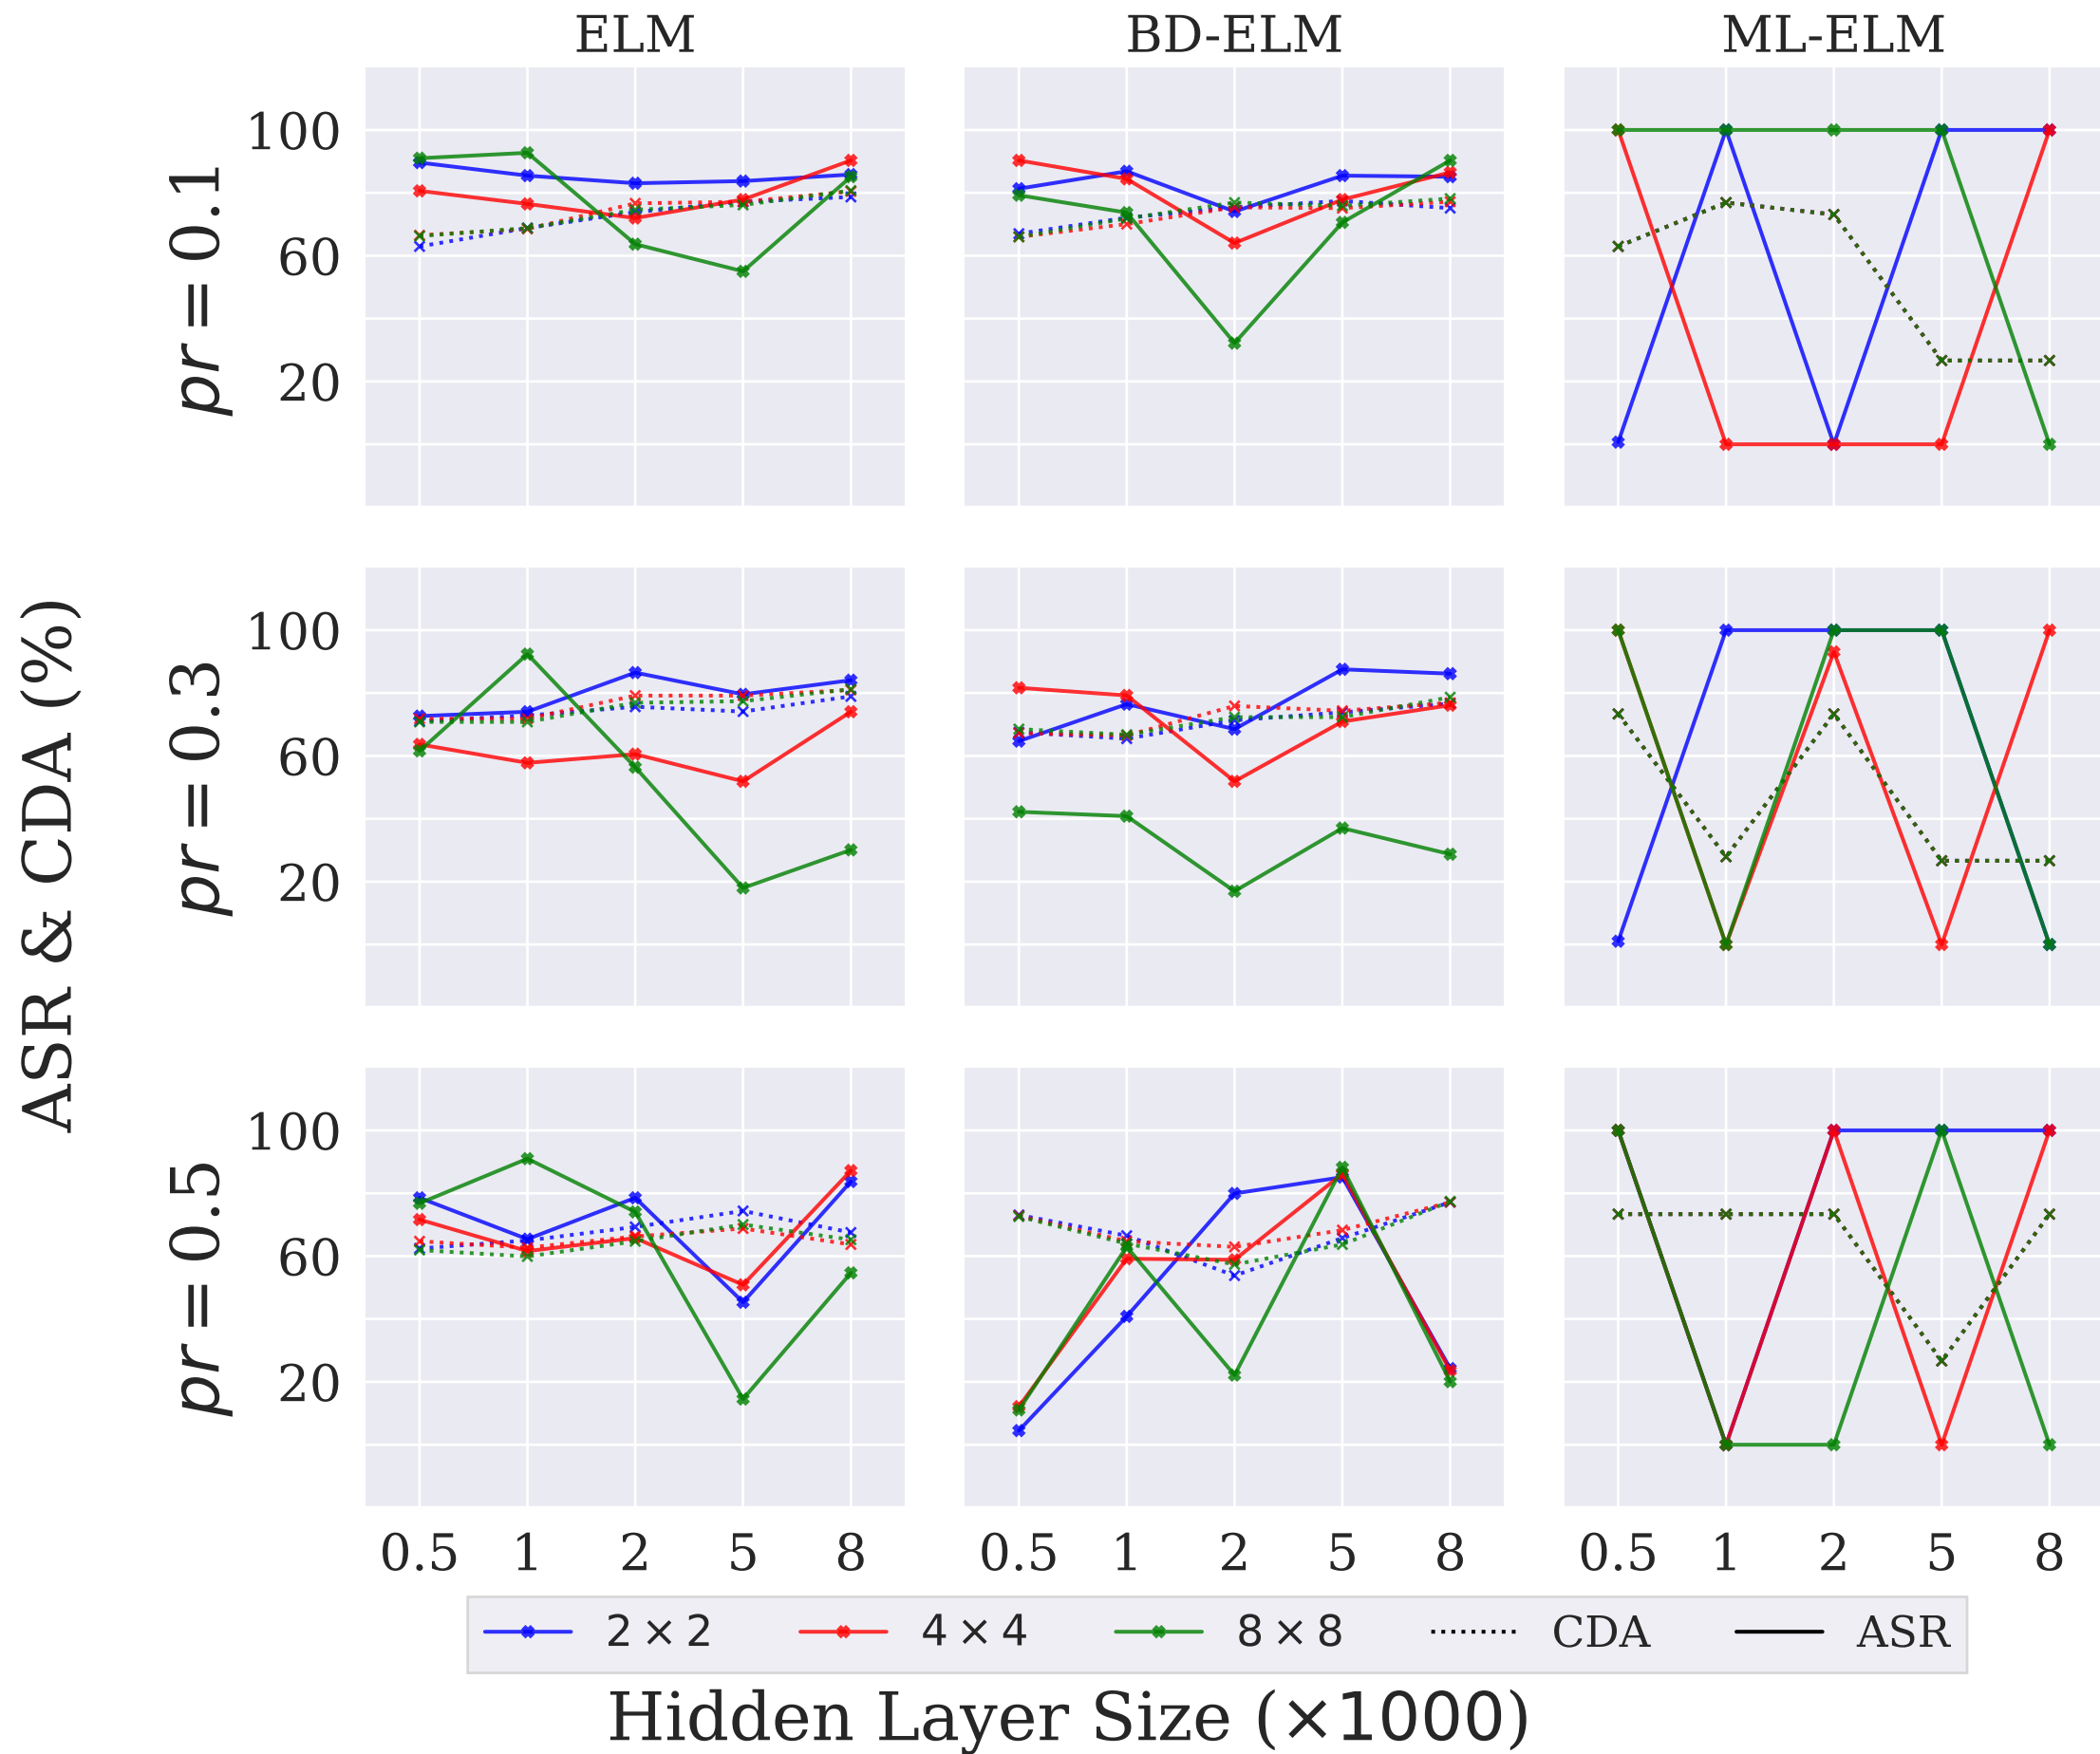 ELM BD-ELM ML-ELM
ASR & CDA (%)
pr = 0.1
100
60
20
pr = 0.3
100
60
20
pr = 0.5
100
60
20
0.5 1 2 5 8 0.5 1 2 5 8 0.5 1 2 5 8
2 × 2 4 × 4 8 × 8 CDA ASR
Hidden Layer Size (×1000)